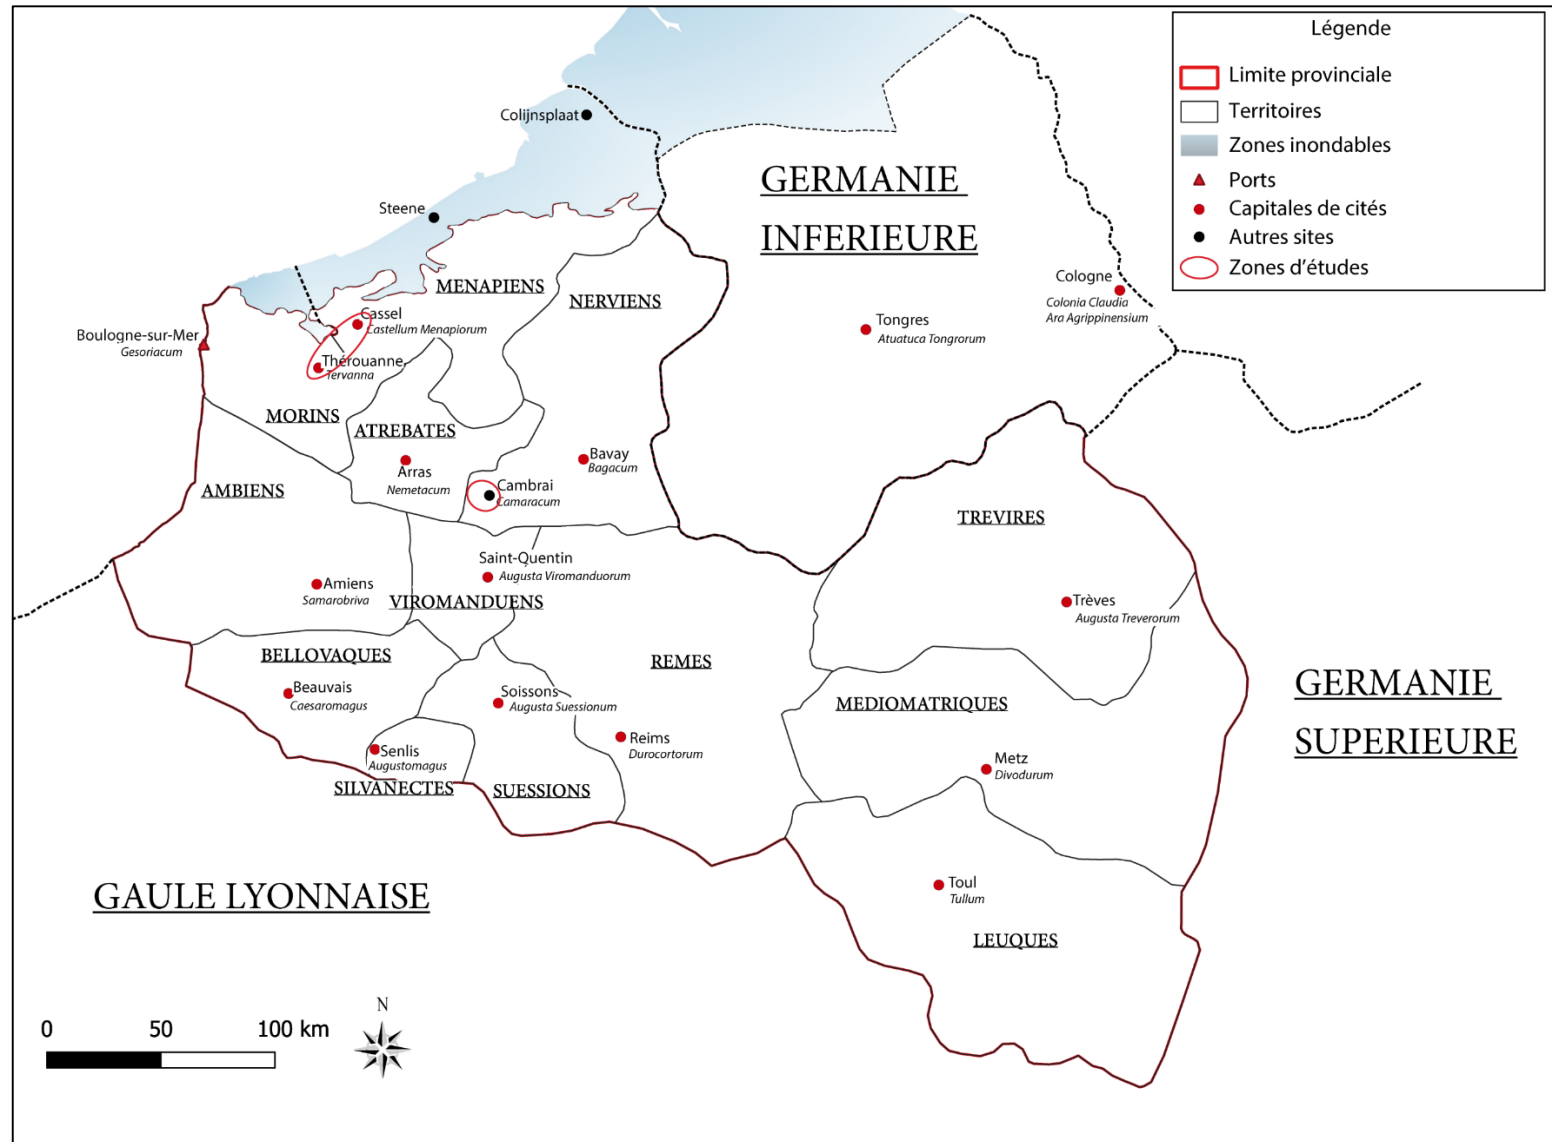 Légende
Limite provinciale
Territoires
Zones inondables
Ports
Capitales de cités
Autres sites
Zones d'études
Colijnsplaat
GERMANIE
INFERIEURE
Steene
MENAPIENS
NERVIENS
Cologne
Colonia Claudia
Ara Agrippinensium
Cassel
Castellum Menapiorum
Tongres
Atuatuca Tongrorum
Boulogne-sur-Mer
Gesoriacum
Thérouanne
Tervanna
MORINS
ATREBATES
Arras
Nemetacum
Bavay
Bagacum
Cambrai
Camaracum
AMBIENS
TREVIRES
Saint-Quentin
Augusta Viromanduorum
Amiens
Samarobriva
VIROMANDUENS
Trèves
Augusta Treverorum
BELLOVAQUES
REMES
Beauvais
Caesaromagus
Soissons
Augusta Suessionum
MEDIOMATRIQUES
GERMANIE
SUPERIEURE
Reims
Durocortorum
Senlis
Augustomagus
Metz
Divodurum
SILVANECTES
SUESSIONS
GAULE LYONNAISE
Toul
Tullum
LEUQUES
N
0 50 100 km